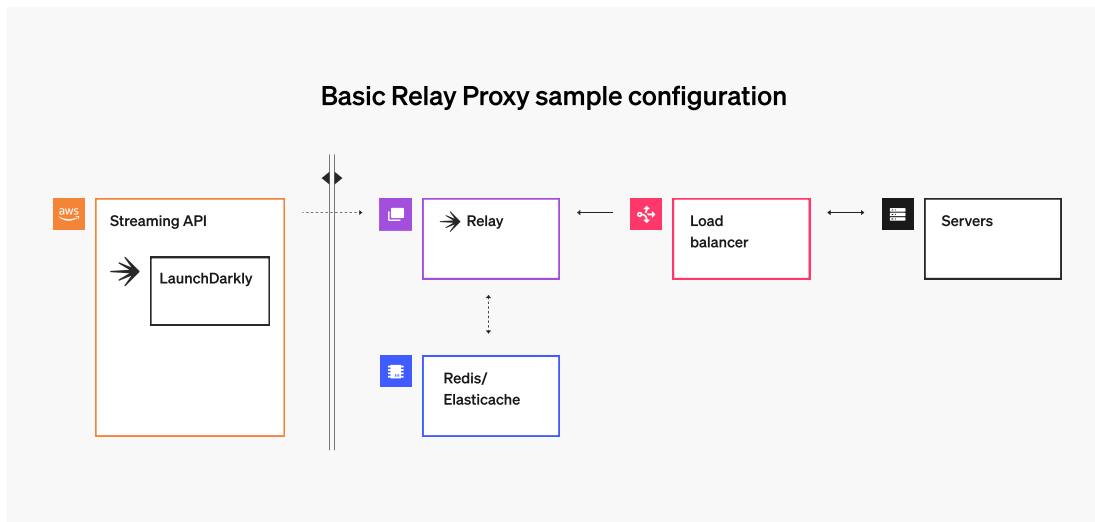 Basic Relay Proxy sample configuration
aws
Streaming API
LaunchDarkly
Relay
Load
balancer
Servers
Redis/
Elasticache